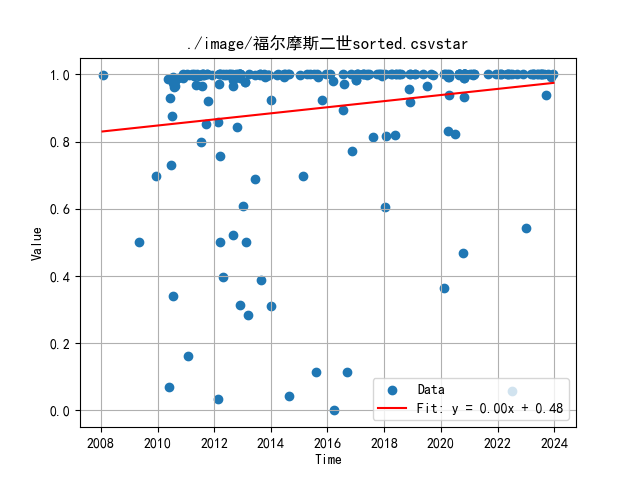 ./image/福尔摩斯二世sorted.csvstar
1.0
0.8
0.6
0.4
0.2
0.0
Value
2008 2010 2012 2014 2016 2018 2020 2022 2024
Time
Data
Fit: y = 0.00x + 0.48